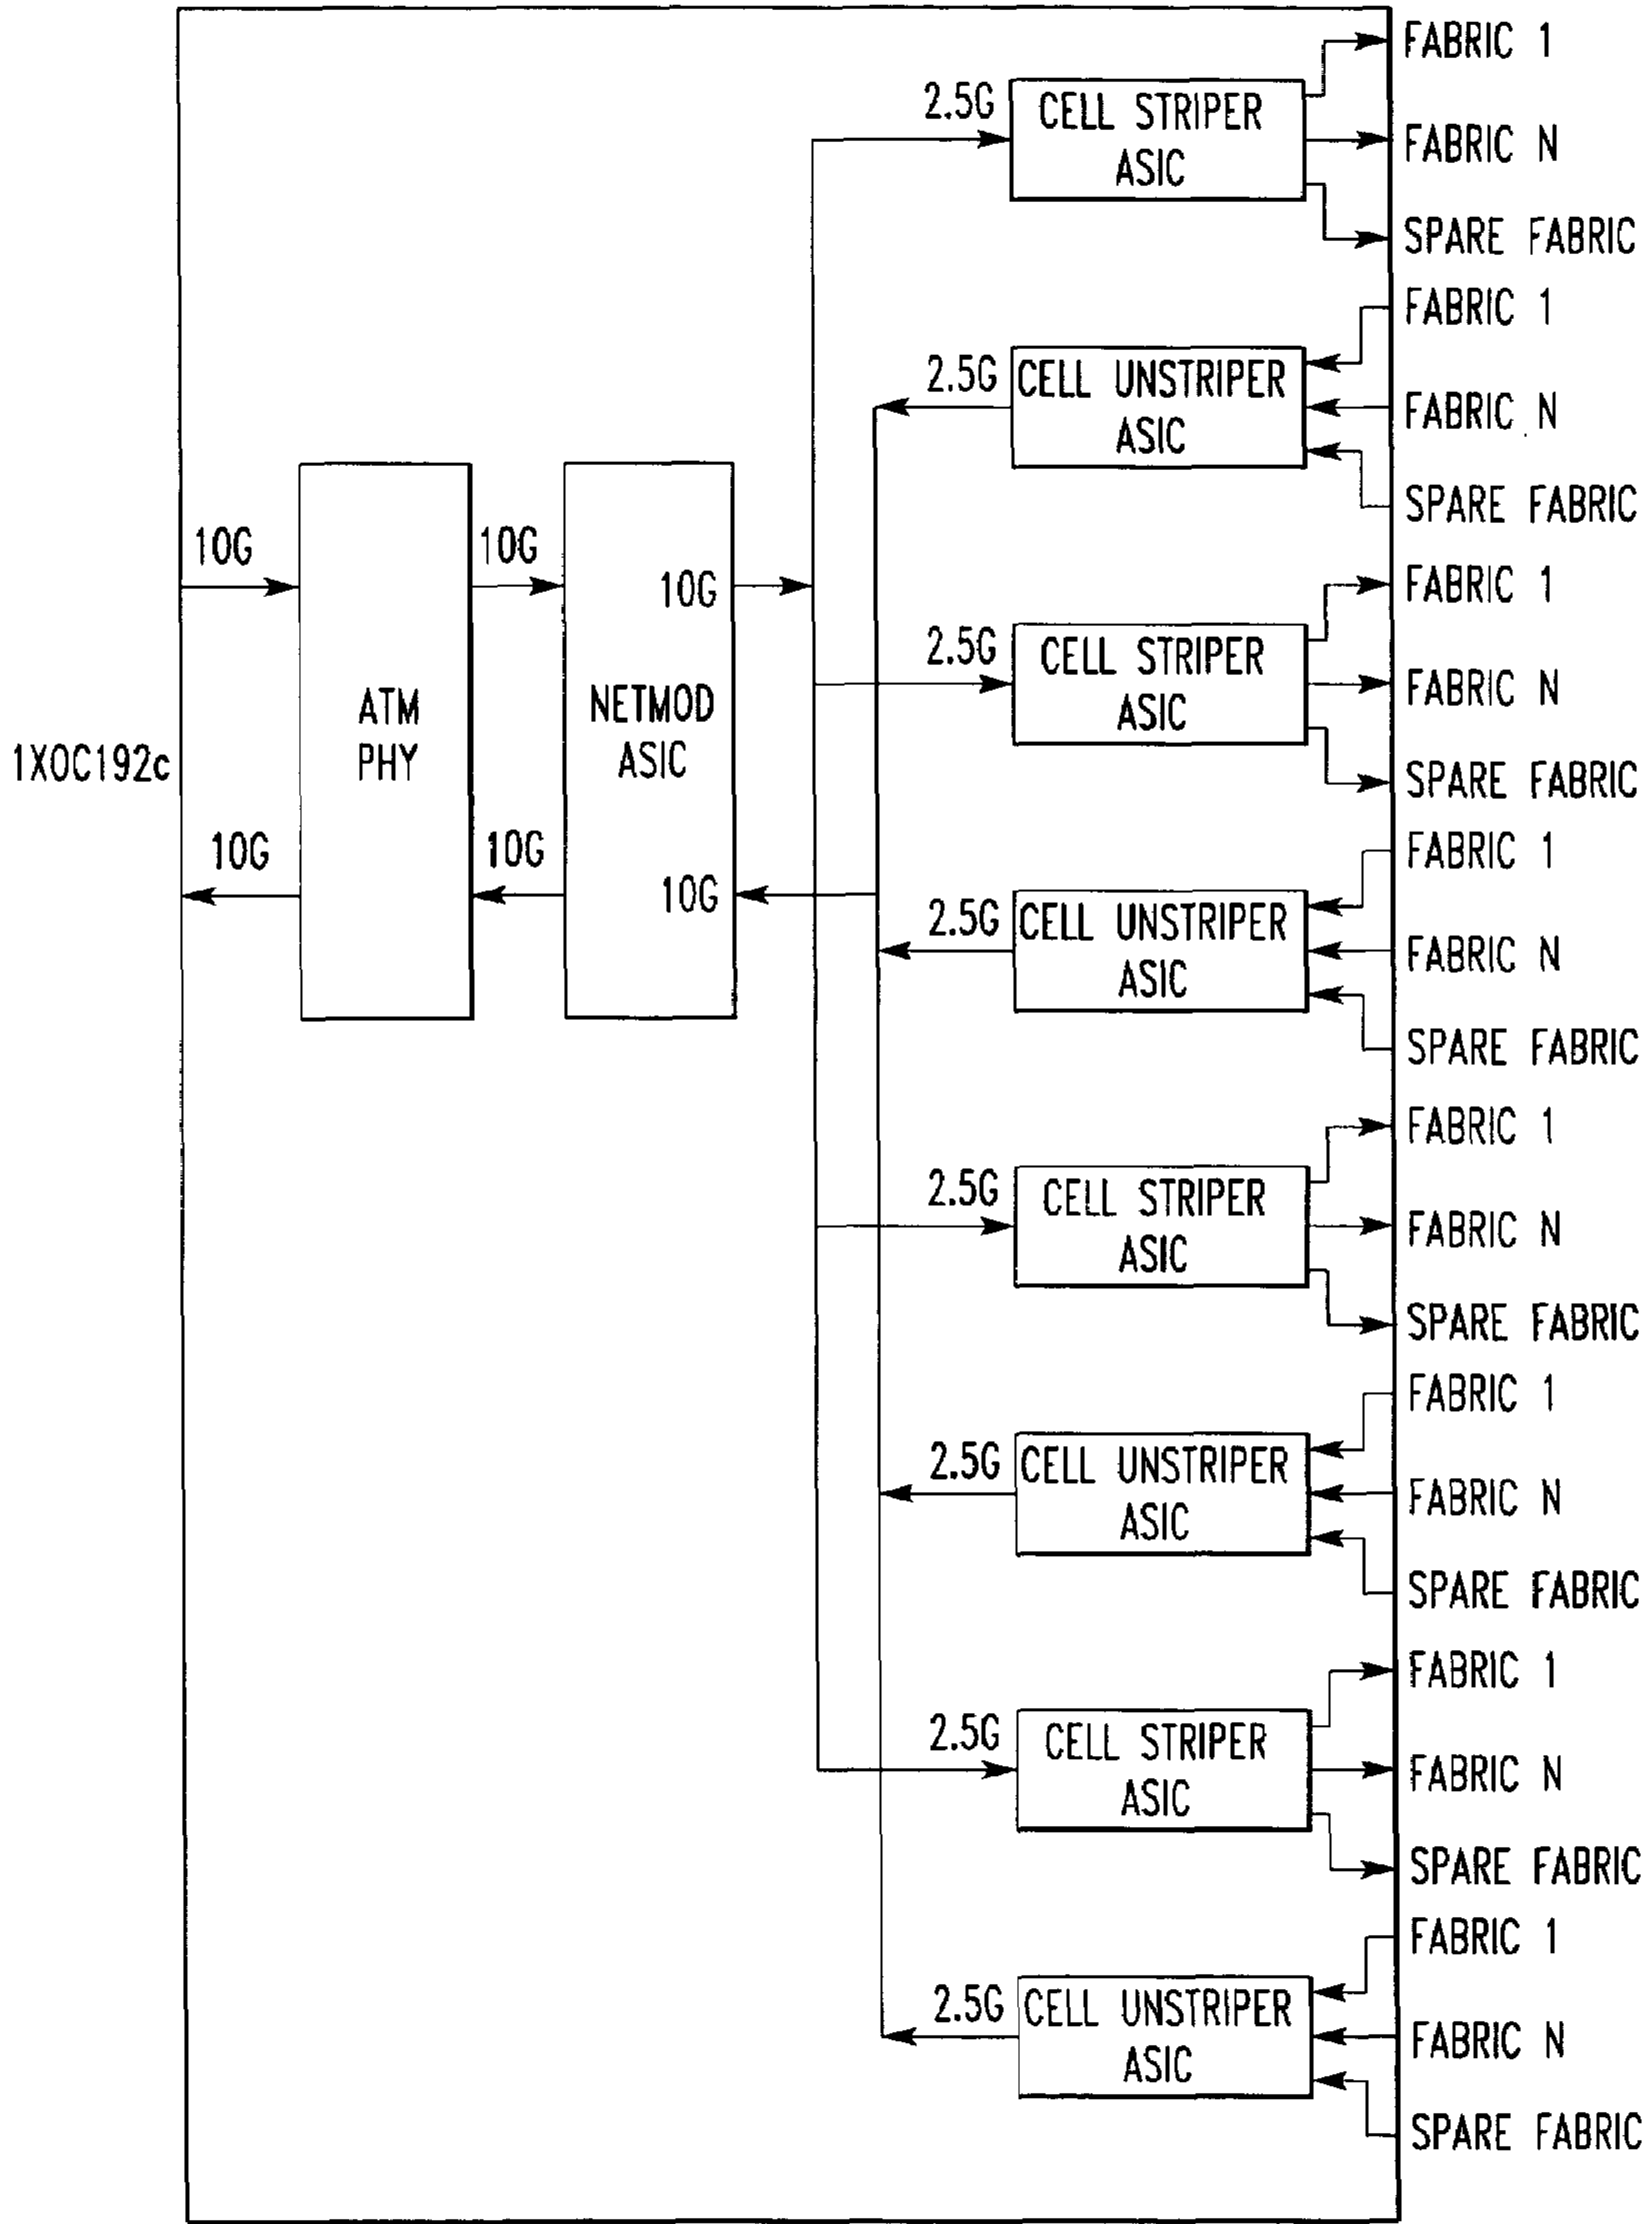 FABRIC 1
2.5G
CELL STRIPER
ASIC
FABRIC N
SPARE FABRIC
FABRIC 1
2.5G
CELL UNSTRIPER
ASIC
FABRIC N
SPARE FABRIC
10G
10G
10G
FABRIC 1
2.5G
CELL STRIPER
ASIC
FABRIC N
SPARE FABRIC
ATM
PHY
NETMOD
ASIC
1XOC192c
10G
10G
10G
FABRIC 1
2.5G
CELL UNSTRIPER
ASIC
FABRIC N
SPARE FABRIC
FABRIC 1
2.5G
CELL STRIPER
ASIC
FABRIC N
SPARE FABRIC
FABRIC 1
2.5G
CELL UNSTRIPER
ASIC
FABRIC N
SPARE FABRIC
FABRIC 1
2.5G
CELL STRIPER
ASIC
FABRIC N
SPARE FABRIC
FABRIC 1
2.5G
CELL UNSTRIPER
ASIC
FABRIC N
SPARE FABRIC